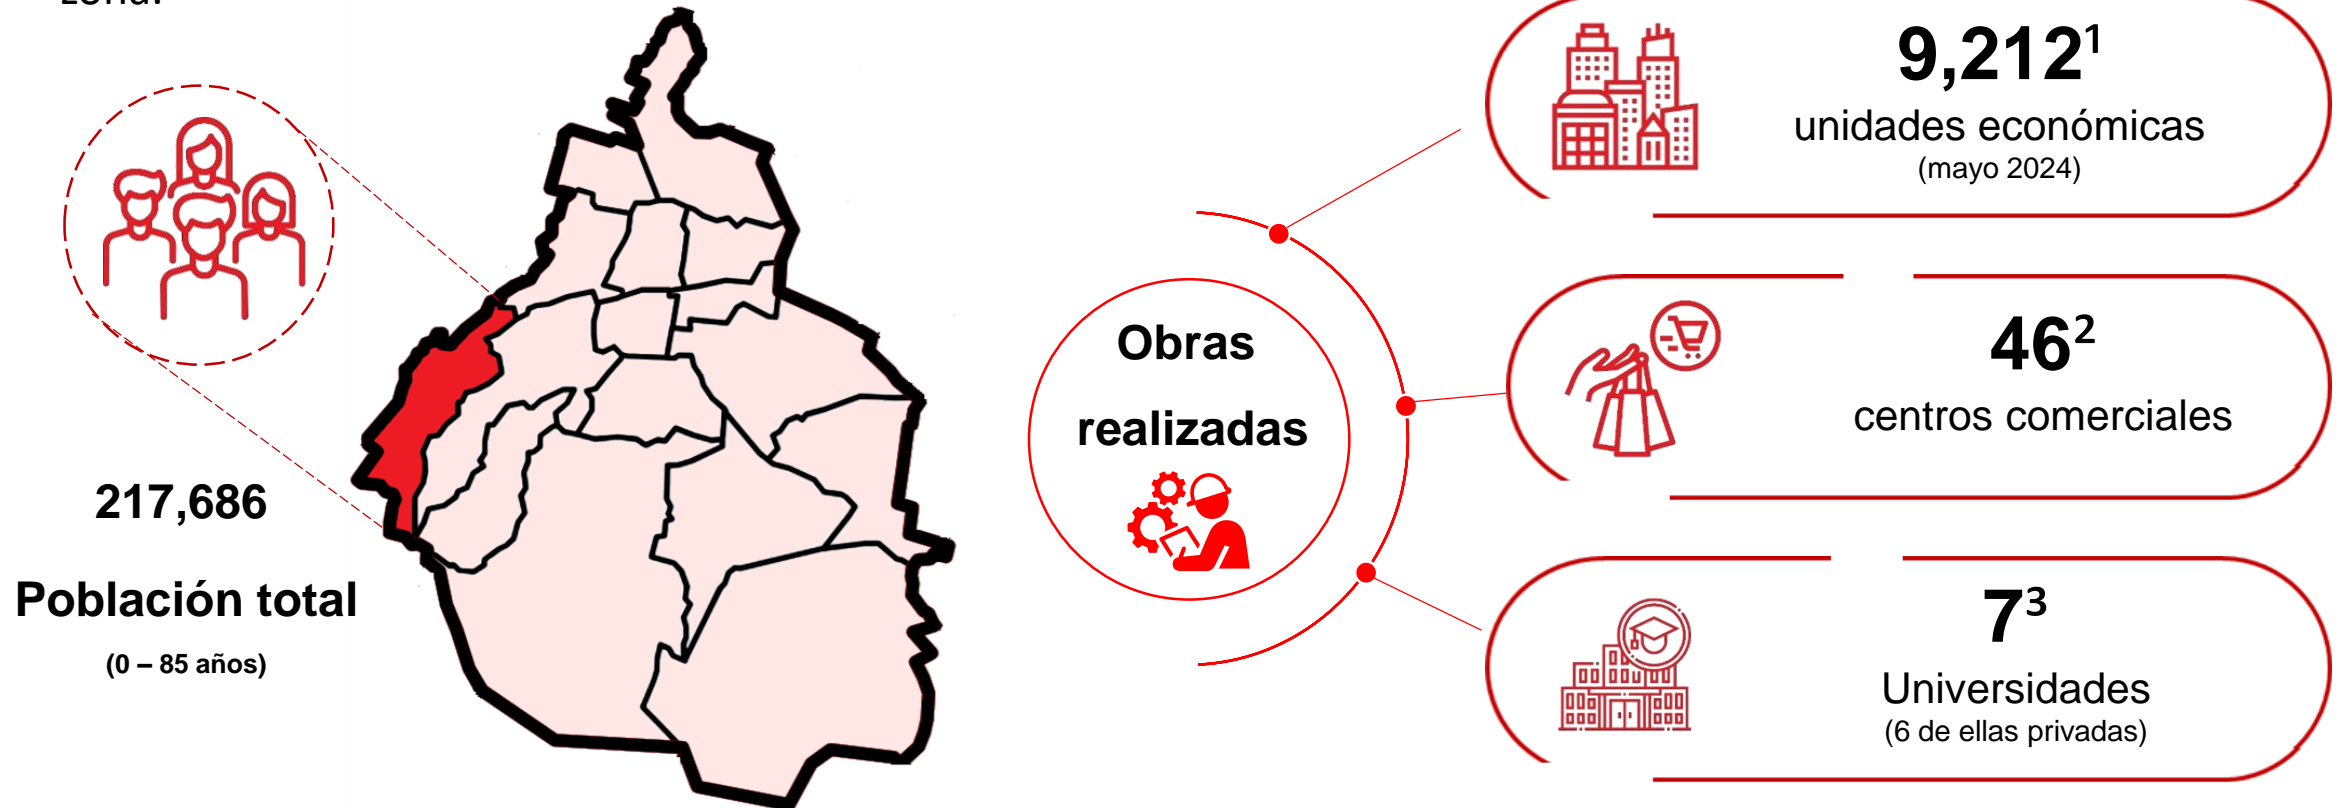 zona.
217,686
Población total
(0 – 85 años)
Obras
realizadas
9,212¹
unidades económicas
(mayo 2024)
46²
centros comerciales
7³
Universidades
(6 de ellas privadas)